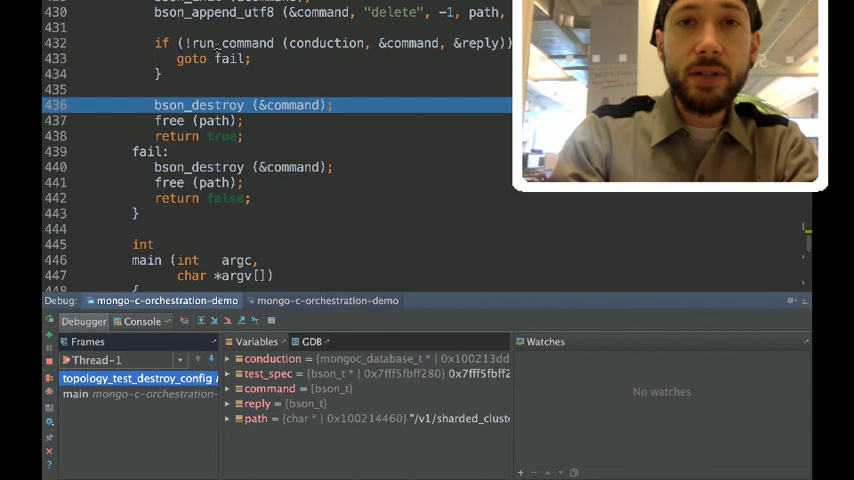 430 bson_append_utf8 (&command, "delete", -1, path,
431
432 if (!run_command (conduction, &command, &reply))
433 goto fail;
434 }
435
436 bson_destroy (&command);
437 free (path);
438 return true;
439 fail:
440 bson_destroy (&command);
441 free (path);
442 return false;
443 }
444
445 int
446 main (int argc,
447 char *argv[])
448 {
Debug: mongo-c-orchestration-demo mongo-c-orchestration-demo
Debugger Console
Frames Variables GDB Watches
Thread-1
topology_test_destroy_config
main mongo-c-orchestration-
conduction = {mongoc_database_t * | 0x100213dd
test_spec = {bson_t * | 0x7fff5fbff280} 0x7fff5fbff2
command = {bson_t}
reply = {bson_t}
path = {char * | 0x100214460} "/v1/sharded_cluste
No watches